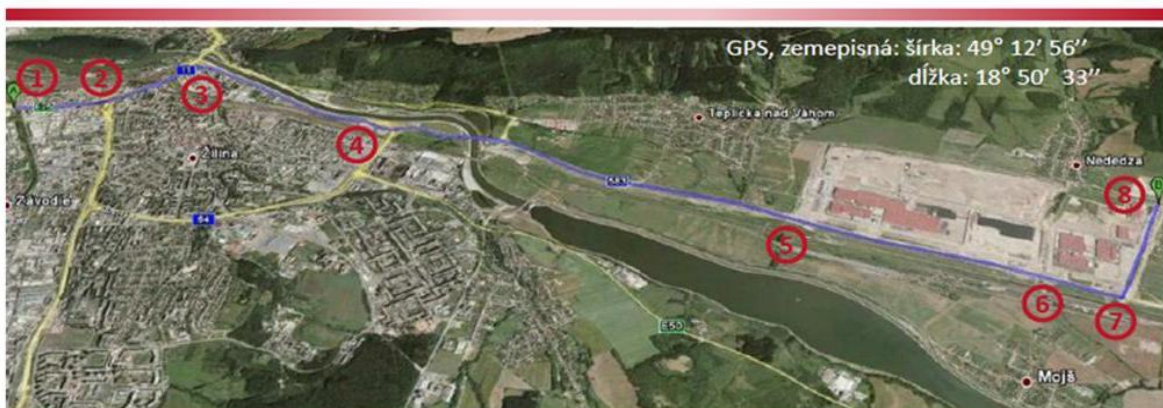 GPS, zemepisná: šírka: 49° 12’ 56’’
dĺžka: 18° 50’ 33’’
1
2
11
3
4
Teplicka nad Váhom
Žilina
Nededza
8
B
A
583
Závodie
64
5
6
7
E50
Mojš